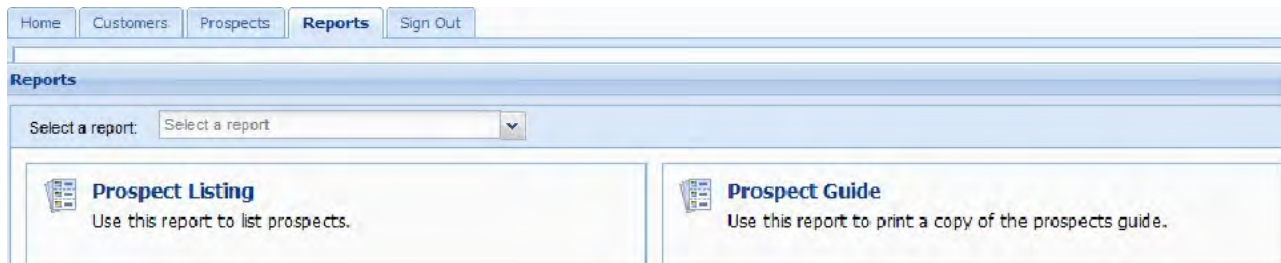 Home Customers Prospects Reports Sign Out
Reports
Select a report: Select a report
Prospect Listing
Use this report to list prospects.
Prospect Guide
Use this report to print a copy of the prospects guide.